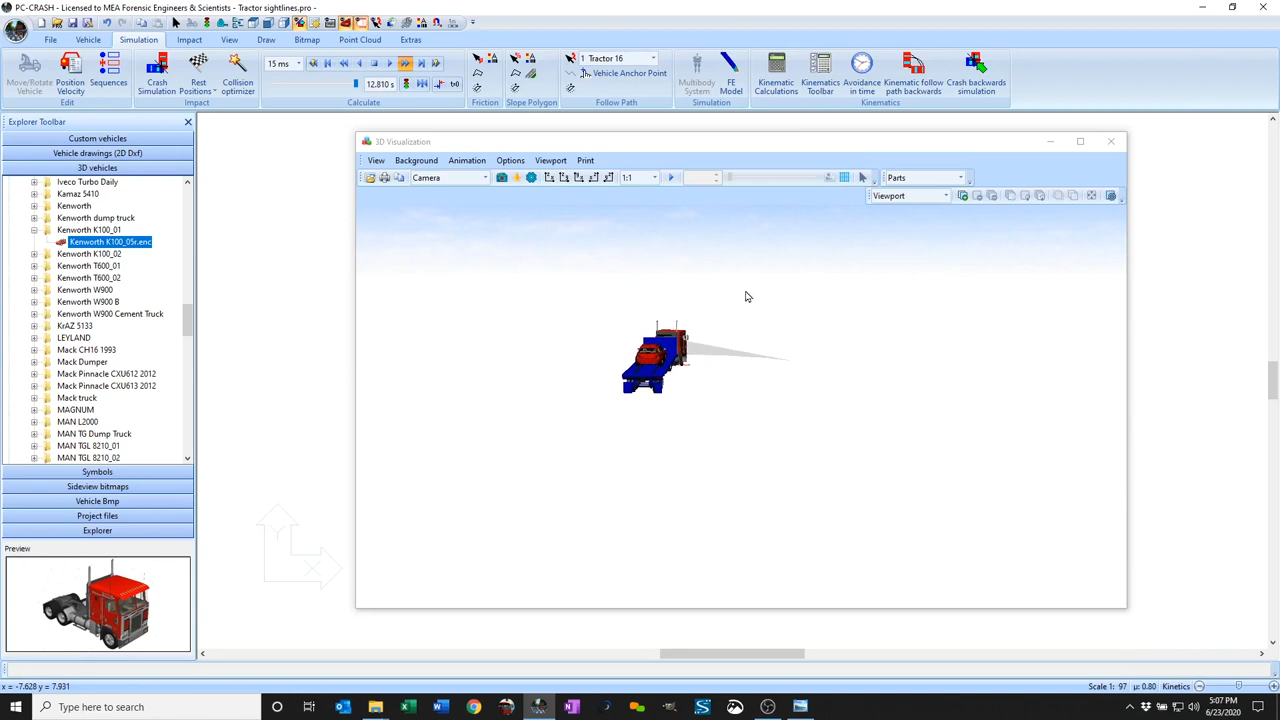 PC-CRASH - Licensed to MEA Forensic Engineers & Scientists - Tractor sightlines.pro -
File Vehicle Simulation Impact View Draw Bitmap Point Cloud Extras
Move/Rotate Vehicle
Position Velocity
Sequences
Edit
Crash Simulation
Rest Positions
Collision optimizer
Impact
15 ms
12.810 s
Calculate
Friction
Slope Polygon
1 Tractor 16
Vehicle Anchor Point
Follow Path
Multibody System
FE Model
Simulation
Kinematic Calculations
Kinematics Toolbar
Avoidance in time
Kinematic follow path backwards
Crash backwards simulation
Kinematics
Explorer Toolbar
Custom vehicles
Vehicle drawings (2D Dxf)
3D vehicles
Iveco Turbo Daily
Kamaz 5410
Kenworth
Kenworth dump truck
Kenworth K100_01
Kenworth K100_05r.enc
Kenworth K100_02
Kenworth T600_01
Kenworth T600_02
Kenworth W900
Kenworth W900 B
Kenworth W900 Cement Truck
KrAZ 5133
LEYLAND
Mack CH16 1993
Mack Dumper
Mack Pinnacle CXU612 2012
Mack Pinnacle CXU613 2012
Mack truck
MAGNUM
MAN L2000
MAN TG Dump Truck
MAN TGL 8210_01
MAN TGL 8210_02
Symbols
Sideview bitmaps
Vehicle Bmp
Project files
Explorer
Preview
3D Visualization
View Background Animation Options Viewport Print
Camera
1:1
Parts
Viewport
Y
X
x = -7.628 y = 7.931
Scale 1: 97
µ: 0.80
Kinetics
Type here to search
5:07 PM
6/23/2020